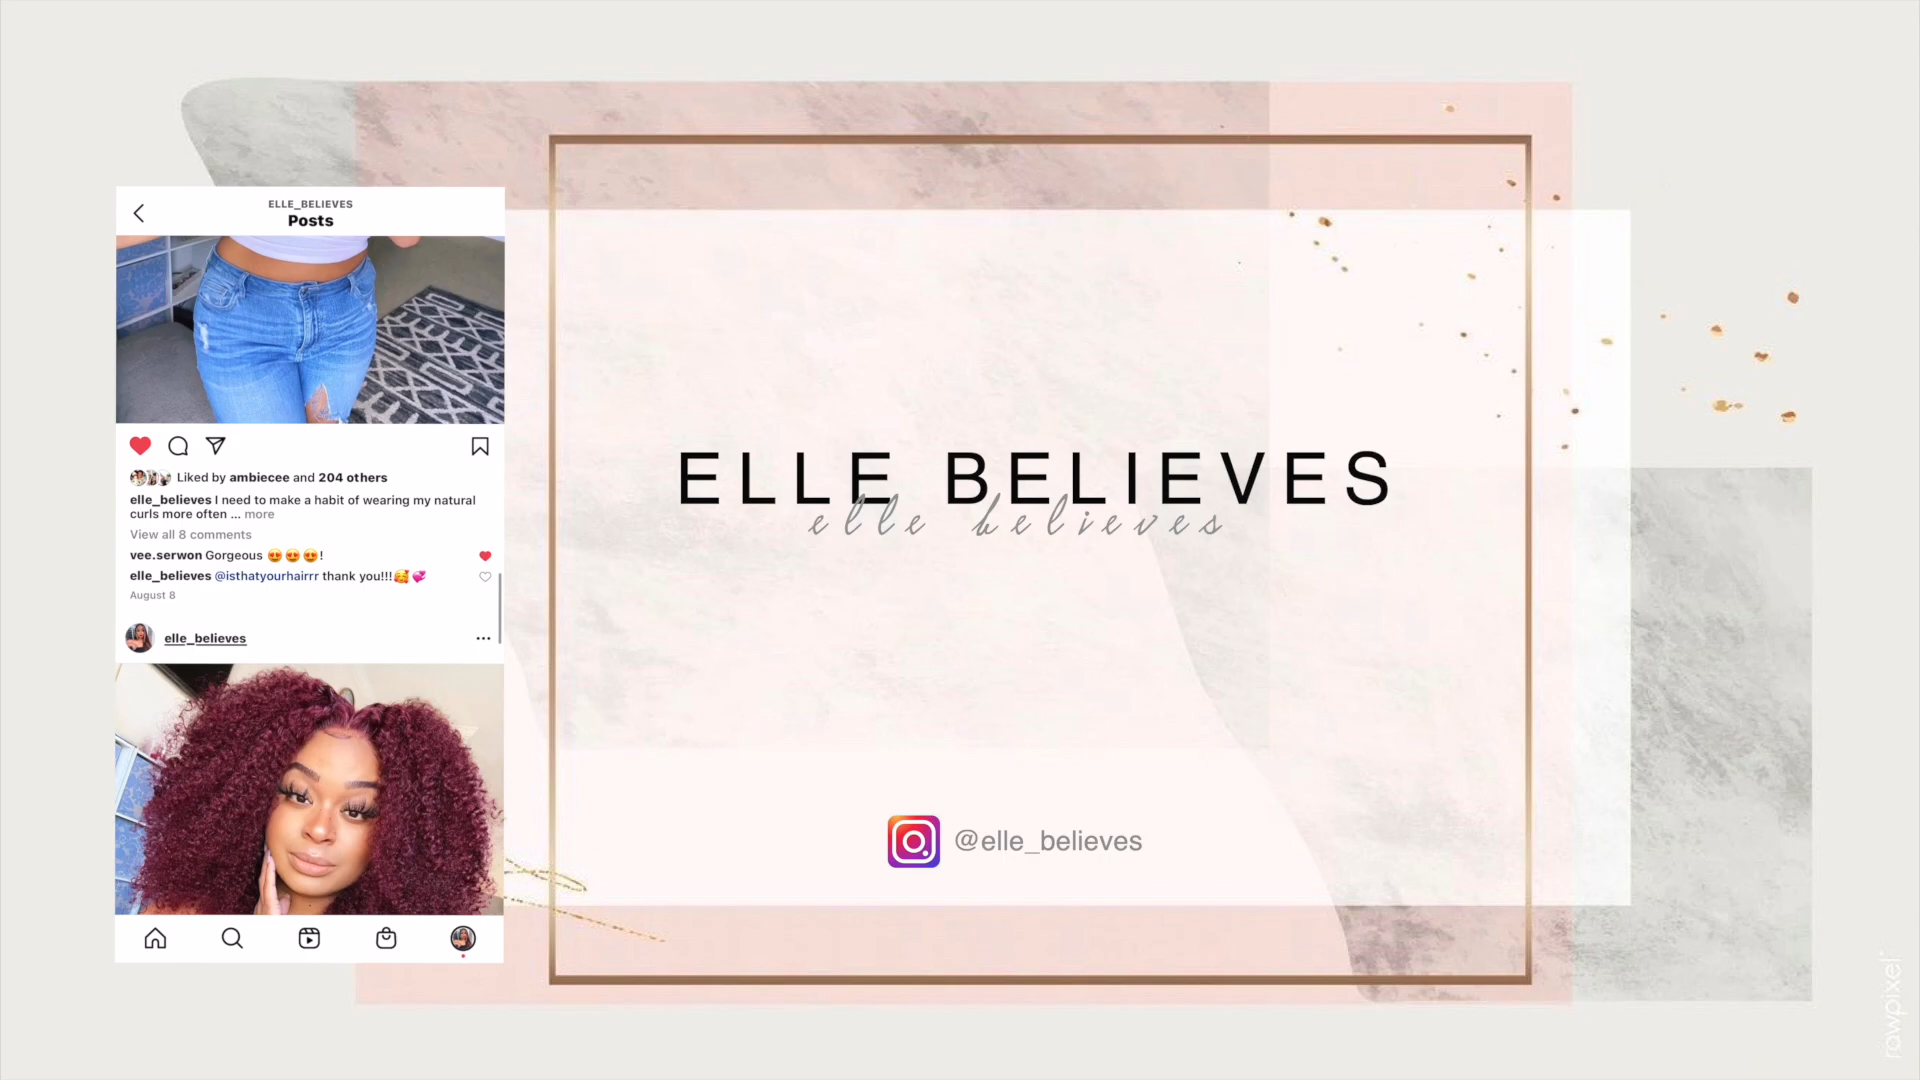 ELLE_BELIEVES
Posts
Liked by ambiecee and 204 others
elle_believes I need to make a habit of wearing my natural
curls more often ... more
View all 8 comments
vee.serwon Gorgeous 😍😍😍!
elle_believes @isthatyourhairrr thank you!!!🥰💞
August 8
elle_believes
ELLE BELIEVES
elle believes
@elle_believes
rawpixel